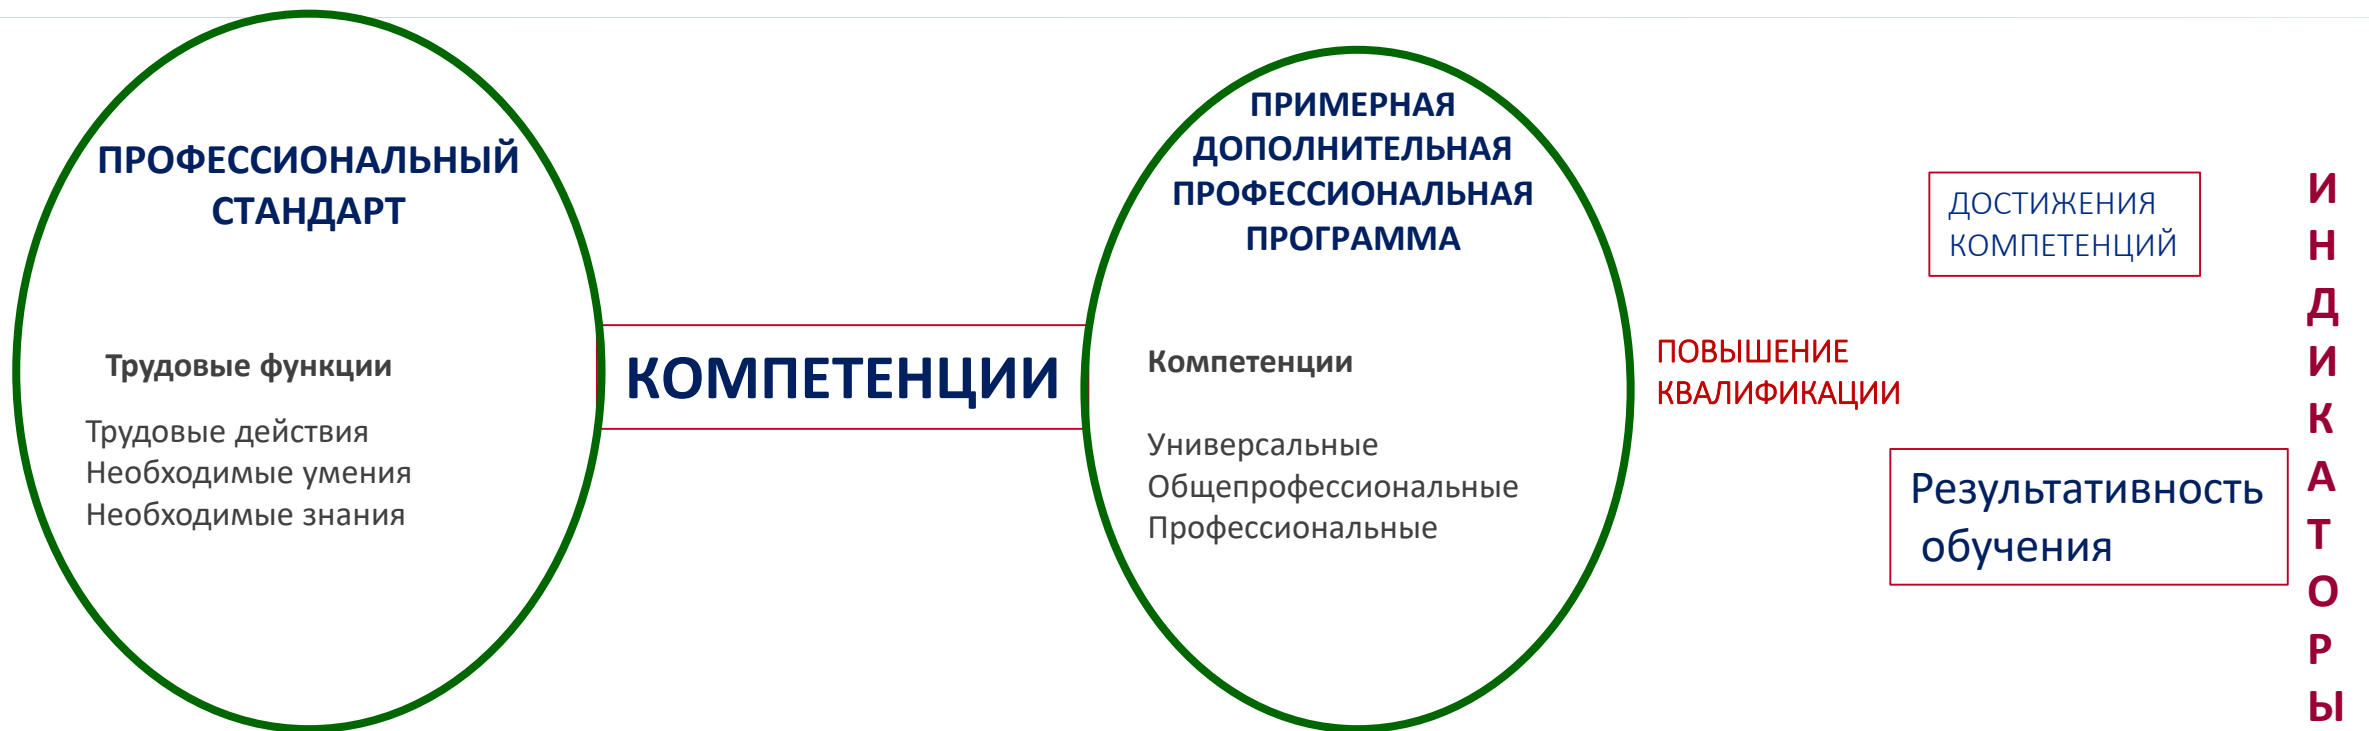 ПРОФЕССИОНАЛЬНЫЙ
СТАНДАРТ
Трудовые функции
Трудовые действия
Необходимые умения
Необходимые знания
КОМПЕТЕНЦИИ
ПРИМЕРНАЯ
ДОПОЛНИТЕЛЬНАЯ
ПРОФЕССИОНАЛЬНАЯ
ПРОГРАММА
Компетенции
Универсальные
Общепрофессиональные
Профессиональные
ПОВЫШЕНИЕ
КВАЛИФИКАЦИИ
ДОСТИЖЕНИЯ
КОМПЕТЕНЦИЙ
Результативность
обучения
И
Н
Д
И
К
А
Т
О
Р
Ы